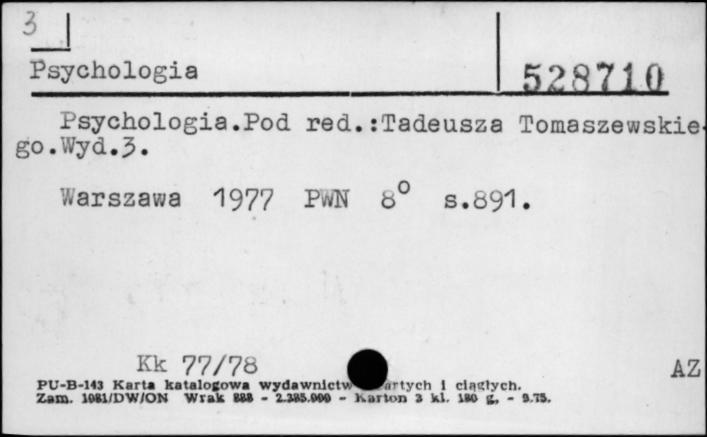 3
Psychologia
528710
Psychologia.Pod red.:Tadeusza Tomaszewskie-
go.Wyd.3.
Warszawa 1977 PWN 8° s.891.
Kk 77/78
AZ
PU-B-143 Karta katalogowa wydawnictw i ciągłych.
Zam. 1081/DW/ON Wrak - 2.385.000 - Karton 3 kl. 180 g. - 9.75.